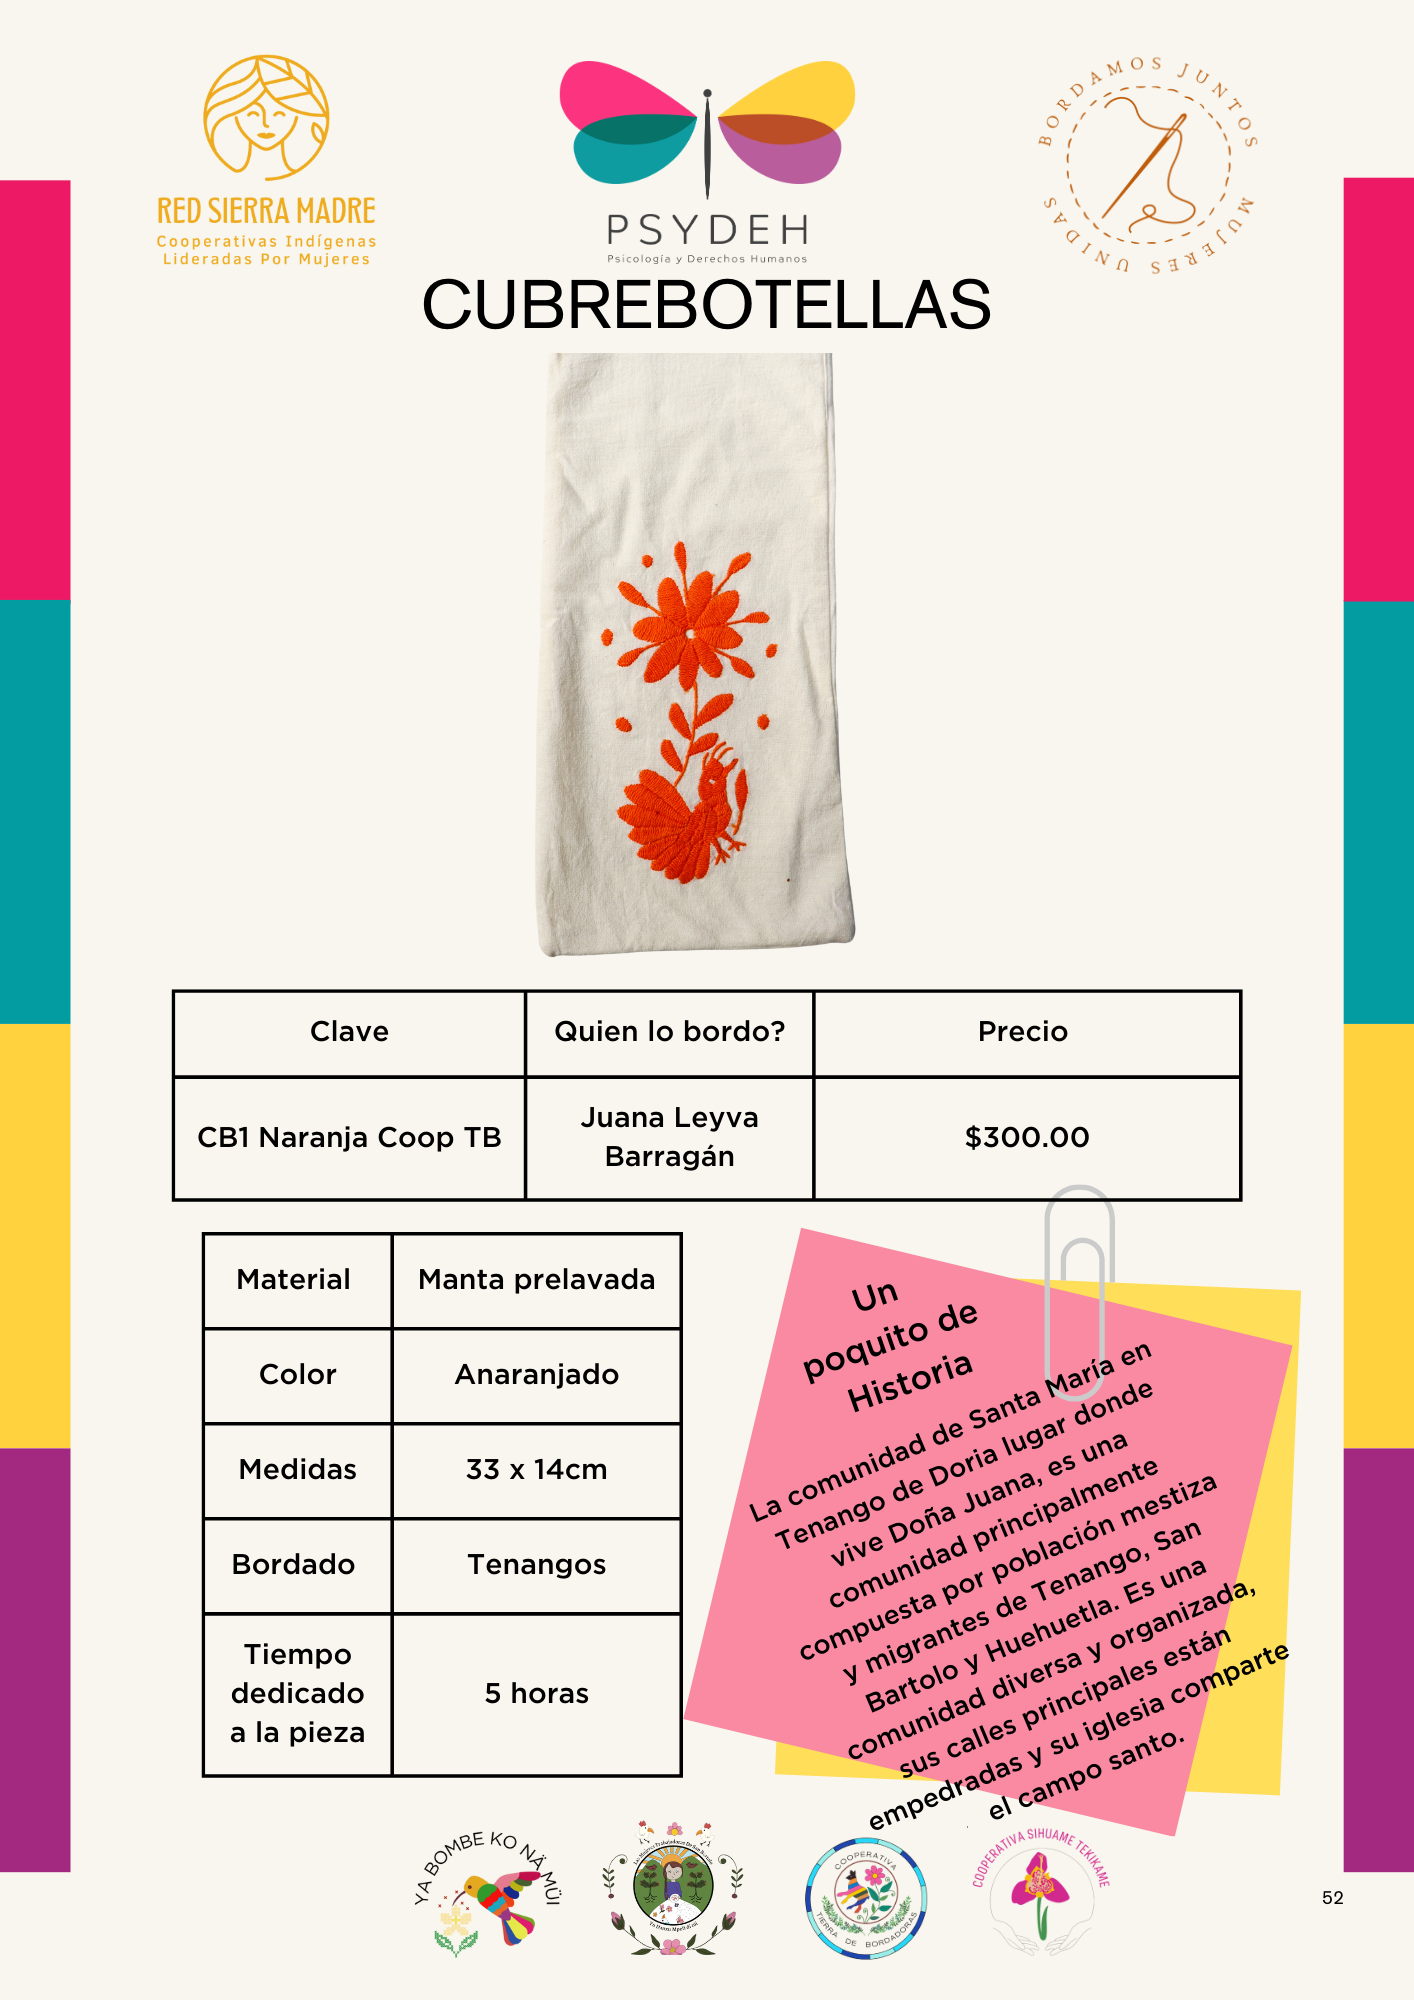 RED SIERRA MADRE
Cooperativas Indígenas
Lideradas Por Mujeres
PSYDEH
Psicología y Derechos Humanos
BORDAMOS JUNTOS
MUJERES UNIDAS
CUBREBOTELLAS
Clave
Quien lo bordo?
Precio
CB1 Naranja Coop TB
Juana Leyva
Barragán
$300.00
Material
Manta prelavada
Color
Anaranjado
Medidas
33 x 14cm
Bordado
Tenangos
Tiempo
dedicado
a la pieza
5 horas
Un
poquito de
Historia
La comunidad de Santa María en
Tenango de Doria lugar donde
vive Doña Juana, es una
comunidad principalmente
compuesta por población mestiza
y migrantes de Tenango, San
Bartolo y Huehuetla. Es una
comunidad diversa y organizada,
sus calles principales están
empedradas y su iglesia comparte
el campo santo.
YA BOMBE KO NÄ MÜI
COOPERATIVA
TIERRA DE BORDADORAS
COOPERATIVA SIHUAME TEKIKAME
52